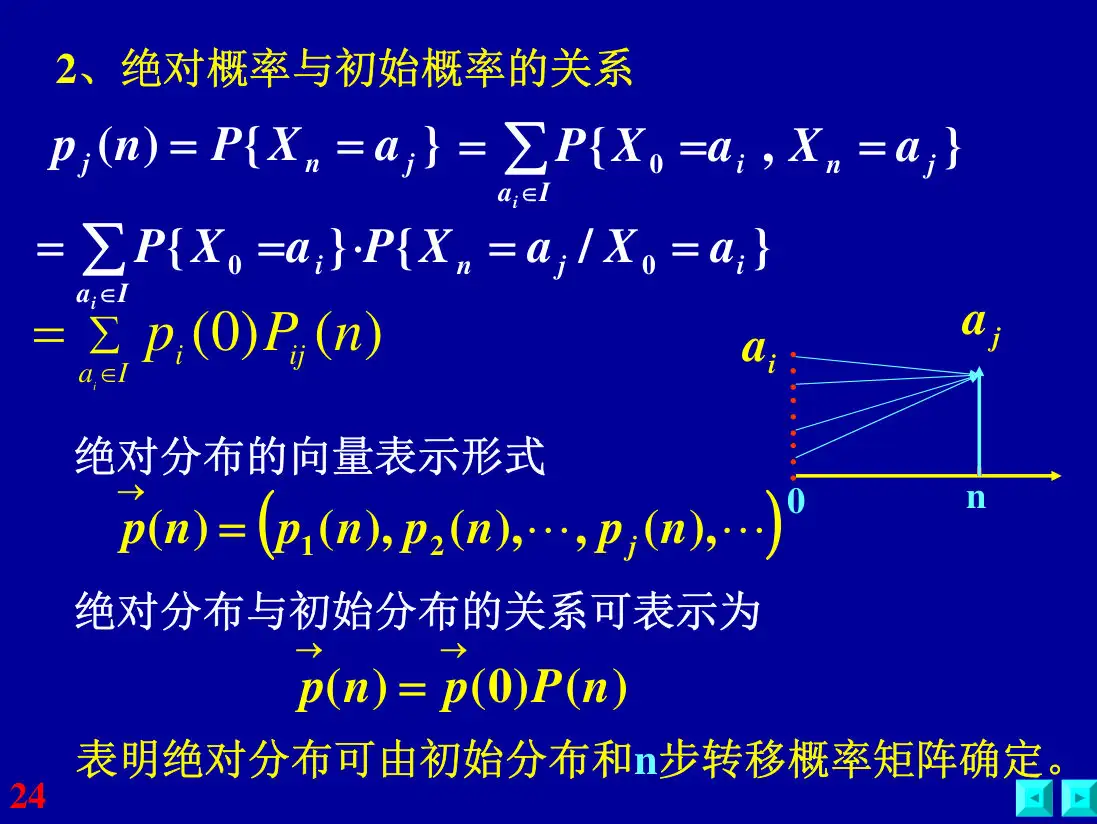 2、绝对概率与初始概率的关系
p_j(n) = P{X_n = a_j} = ∑_{a_i∈I} P{X_0 = a_i , X_n = a_j}
= ∑_{a_i∈I} P{X_0 = a_i}·P{X_n = a_j / X_0 = a_i}
= ∑_{a_i∈I} p_i(0)P_{ij}(n)
a_i
a_j
0
n
绝对分布的向量表示形式
p⃗(n) = (p_1(n), p_2(n), ⋯, p_j(n), ⋯)
绝对分布与初始分布的关系可表示为
p⃗(n) = p⃗(0)P(n)
表明绝对分布可由初始分布和n步转移概率矩阵确定。
24